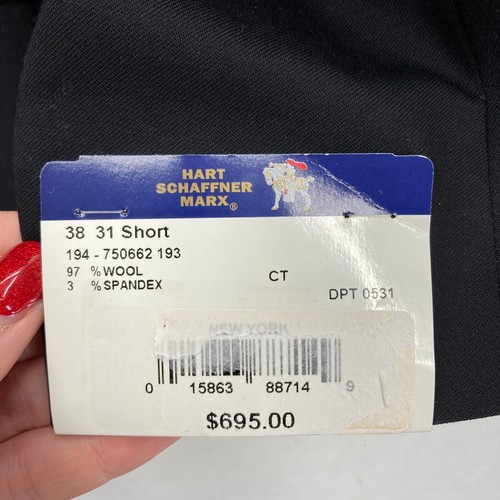 HART
SCHAFFNER
MARX®
38 31 Short
194 - 750662 193
97 % WOOL
3 % SPANDEX
CT
DPT 0531
NEW YORK
0 15863 88714 9
$695.00